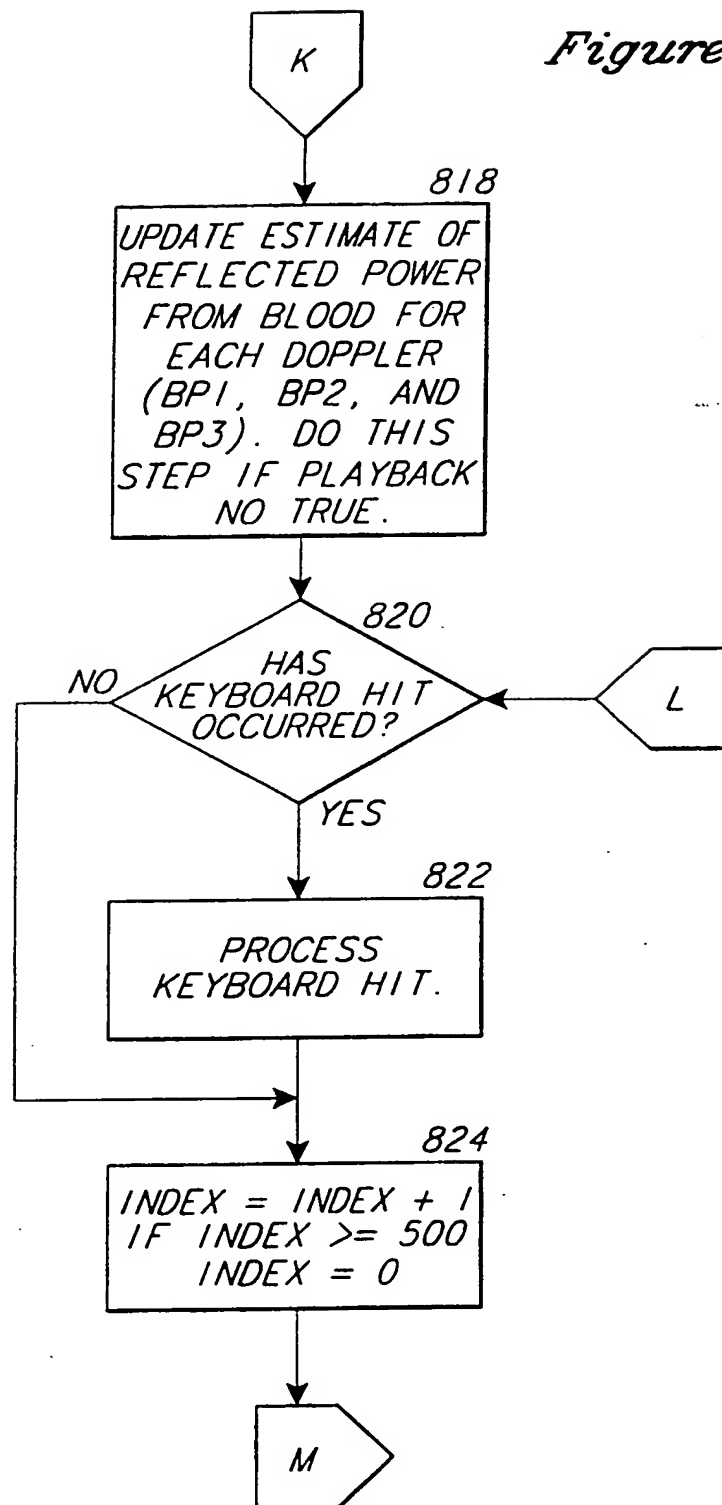 K
Figure
818
UPDATE ESTIMATE OF
REFLECTED POWER
FROM BLOOD FOR
EACH DOPPLER
(BP1, BP2, AND
BP3). DO THIS
STEP IF PLAYBACK
NO TRUE.
820
HAS
KEYBOARD HIT
OCCURRED?
NO
L
YES
822
PROCESS
KEYBOARD HIT.
824
INDEX = INDEX + 1
IF INDEX >= 500
INDEX = 0
M